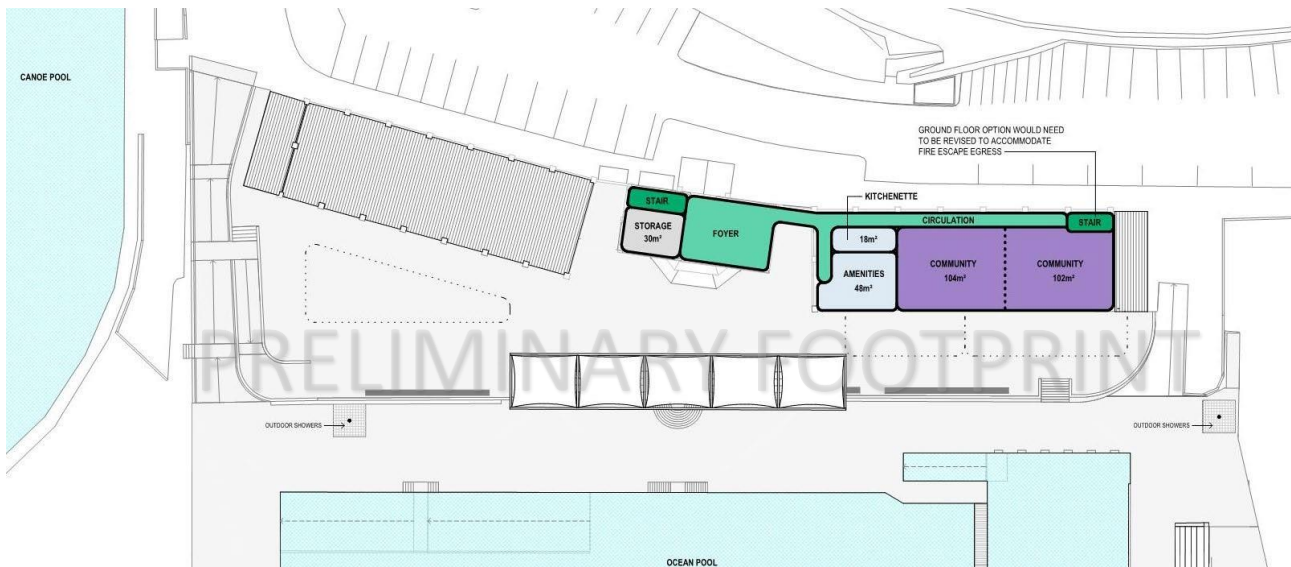 CANOE POOL
GROUND FLOOR OPTION WOULD NEED
TO BE REVISED TO ACCOMMODATE
FIRE ESCAPE EGRESS
KITCHENETTE
STAIR
CIRCULATION
STAIR
STORAGE
30m²
FOYER
18m²
COMMUNITY
104m²
COMMUNITY
102m²
AMENITIES
48m²
PRELIMINARY FOOTPRINT
OUTDOOR SHOWERS
OUTDOOR SHOWERS
OCEAN POOL